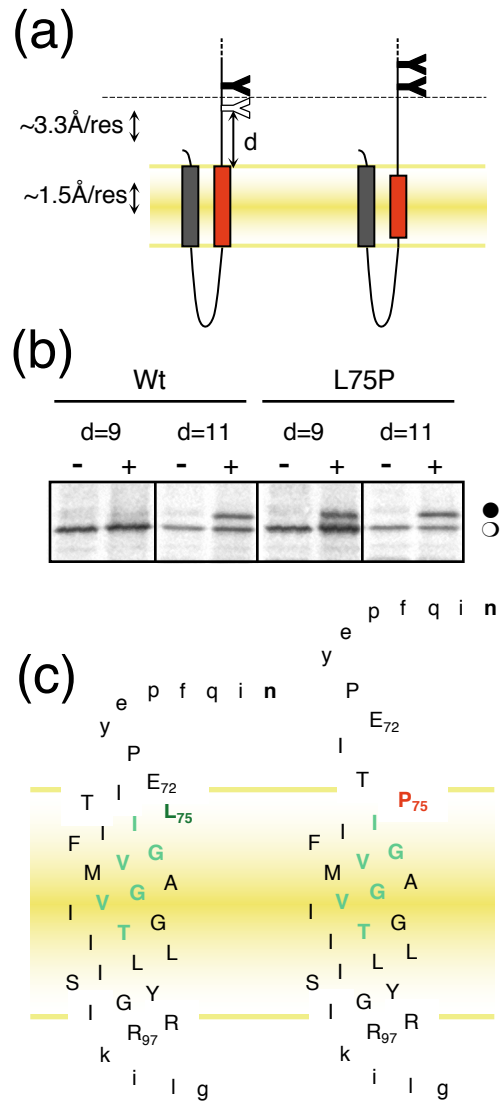 (a)
~3.3Å/res
d
~1.5Å/res
(b)
Wt L75P
d=9 d=11 d=9 d=11
- + - + - + - +
(c)
y e p f q i n
P
E72
I
T
L75
I
I
F
V
G
M
A
V
G
I
G
T
I
L
L
I
S
Y
G
I
R
R97
k
i
l
g
y e p f q i n
P
E72
I
T
P75
I
I
F
V
G
M
A
V
G
I
G
T
I
L
L
I
S
Y
G
I
R
R97
k
i
l
g